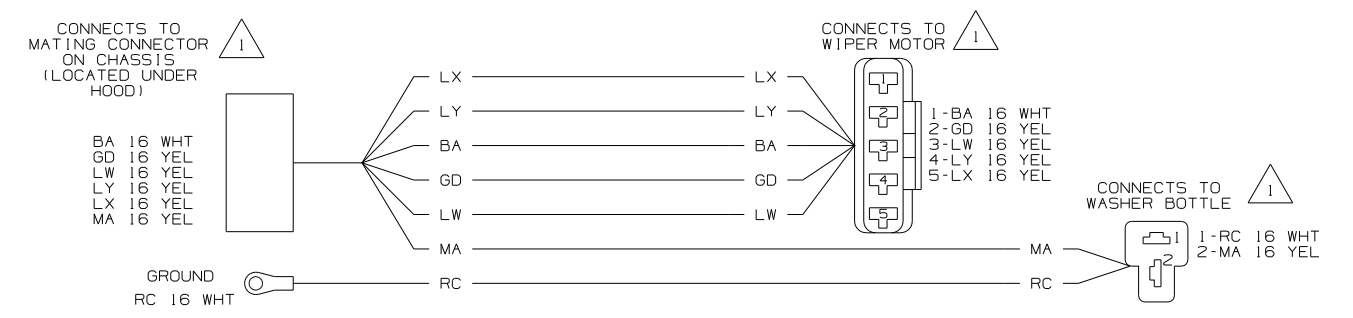 CONNECTS TO
MATING CONNECTOR
ON CHASSIS
(LOCATED UNDER
HOOD)
1
BA 16 WHT
GD 16 YEL
LW 16 YEL
LY 16 YEL
LX 16 YEL
MA 16 YEL
GROUND
RC 16 WHT
LX LX
LY LY
BA BA
GD GD
LW LW
MA MA
RC RC
CONNECTS TO
WIPER MOTOR
1
1
2
3
4
5
1-BA 16 WHT
2-GD 16 YEL
3-LW 16 YEL
4-LY 16 YEL
5-LX 16 YEL
CONNECTS TO
WASHER BOTTLE
1
1
2
1-RC 16 WHT
2-MA 16 YEL